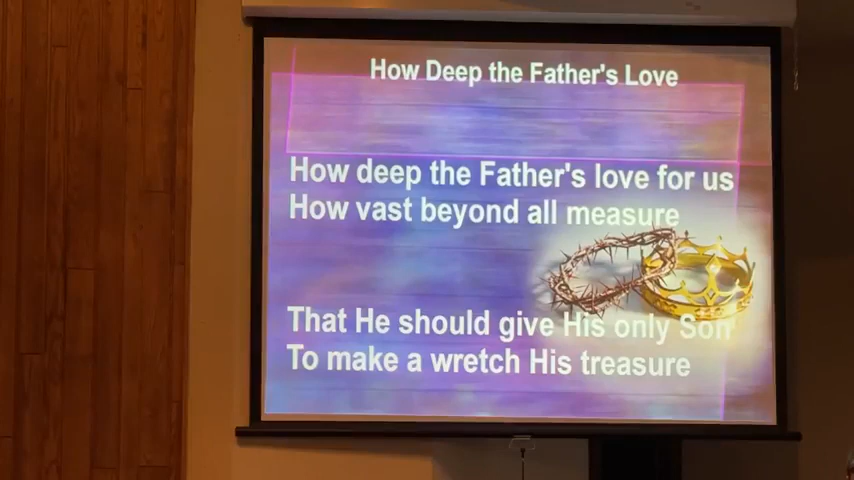 How Deep the Father's Love
How deep the Father's love for us
How vast beyond all measure
That He should give His only Son
To make a wretch His treasure